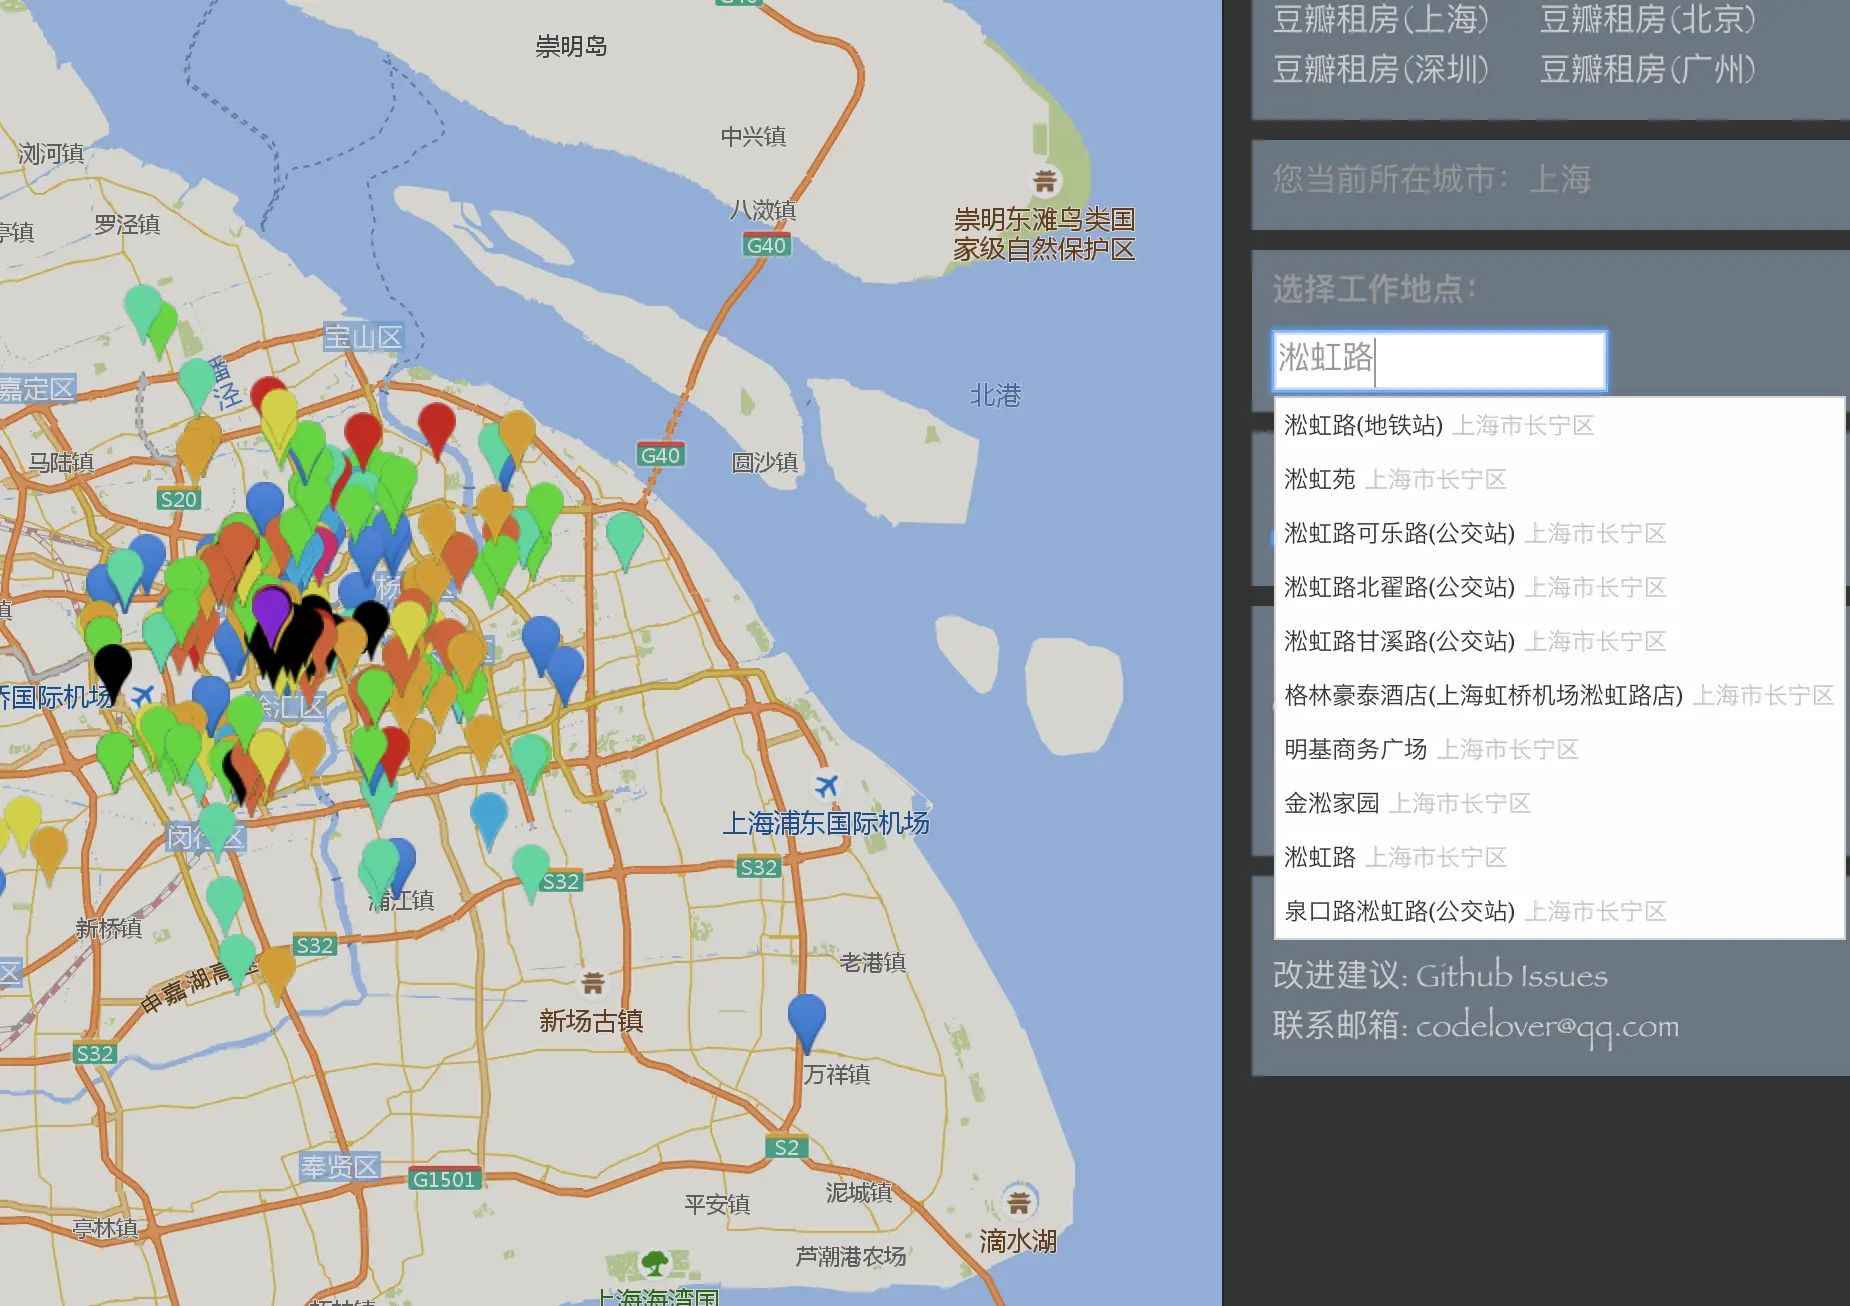 崇明岛
中兴镇
浏河镇
八滧镇
罗泾镇
亭镇
G40
崇明东滩鸟类国
家级自然保护区
宝山区
嘉定区
潘泾
北港
马陆镇
G40
圆沙镇
S20
桥国际机场
徐汇区
上海浦东国际机场
闵行区
S32
S32
浦江镇
新桥镇
S32
老港镇
申嘉湖高速
新场古镇
S32
万祥镇
S2
奉贤区
G1501
泥城镇
平安镇
亭林镇
滴水湖
芦潮港农场
上海海湾国
豆瓣租房(上海) 豆瓣租房(北京)
豆瓣租房(深圳) 豆瓣租房(广州)
您当前所在城市: 上海
选择工作地点:
淞虹路
淞虹路(地铁站) 上海市长宁区
淞虹苑 上海市长宁区
淞虹路可乐路(公交站) 上海市长宁区
淞虹路北翟路(公交站) 上海市长宁区
淞虹路甘溪路(公交站) 上海市长宁区
格林豪泰酒店(上海虹桥机场淞虹路店) 上海市长宁区
明基商务广场 上海市长宁区
金淞家园 上海市长宁区
淞虹路 上海市长宁区
泉口路淞虹路(公交站) 上海市长宁区
改进建议: Github Issues
联系邮箱: codelover@qq.com